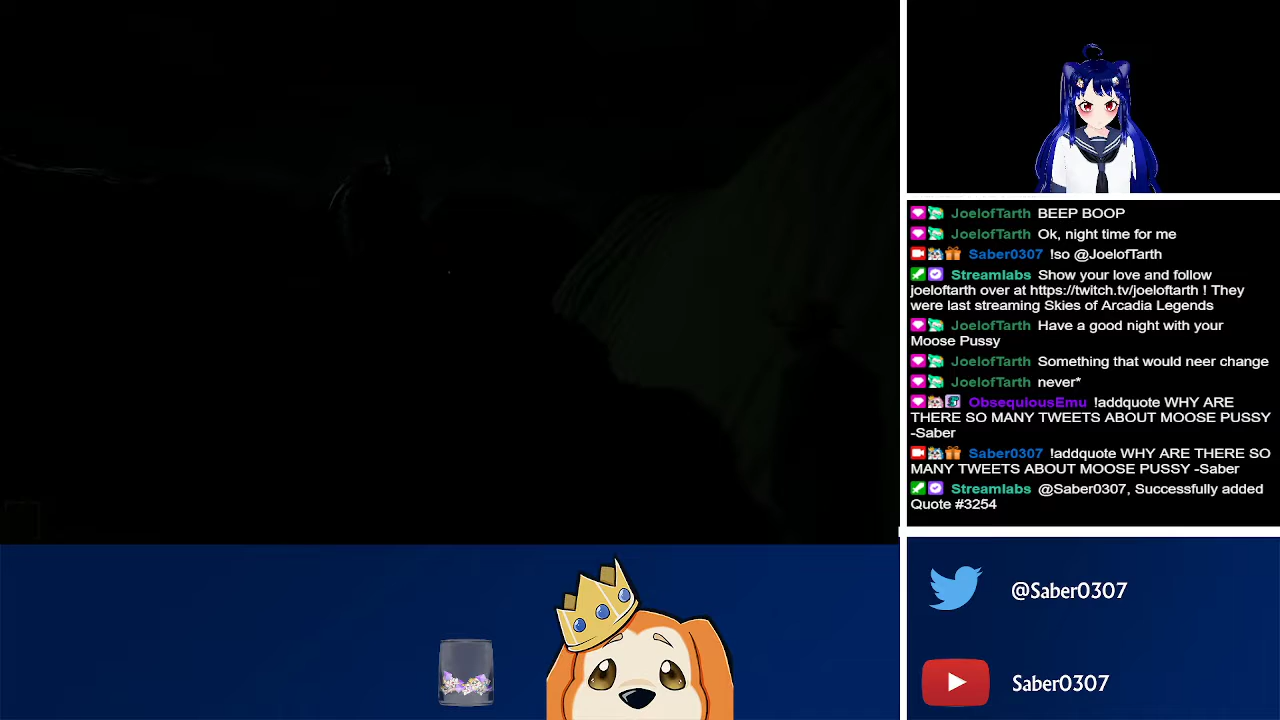 JoelofTarth BEEP BOOP
JoelofTarth Ok, night time for me
Saber0307 !so @JoelofTarth
Streamlabs Show your love and follow
joeloftarth over at https://twitch.tv/joeloftarth ! They
were last streaming Skies of Arcadia Legends
JoelofTarth Have a good night with your
Moose Pussy
JoelofTarth Something that would neer change
JoelofTarth never*
ObsequiousEmu !addquote WHY ARE
THERE SO MANY TWEETS ABOUT MOOSE PUSSY
-Saber
Saber0307 !addquote WHY ARE THERE SO
MANY TWEETS ABOUT MOOSE PUSSY -Saber
Streamlabs @Saber0307, Successfully added
Quote #3254
@Saber0307
Saber0307